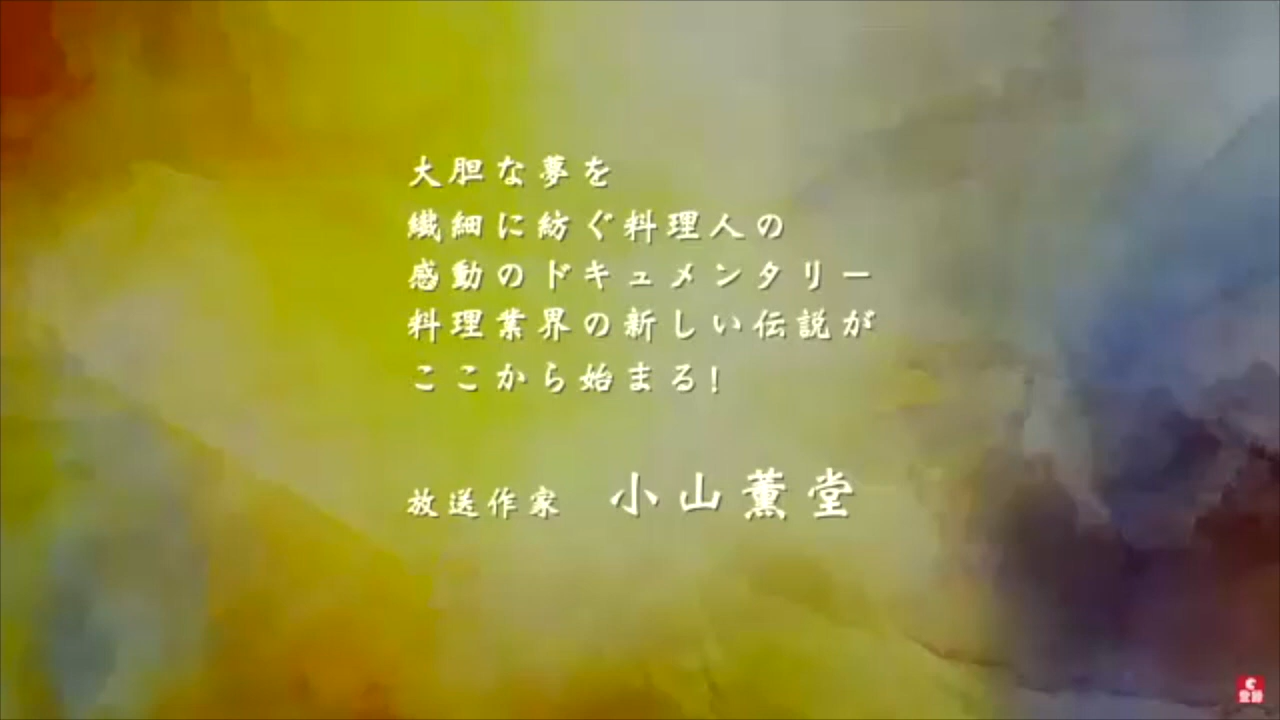 大胆な夢を
繊細に紡ぐ料理人の
感動のドキュメンタリー
料理業界の新しい伝説が
ここから始まる!
放送作家 小山薫堂
登録